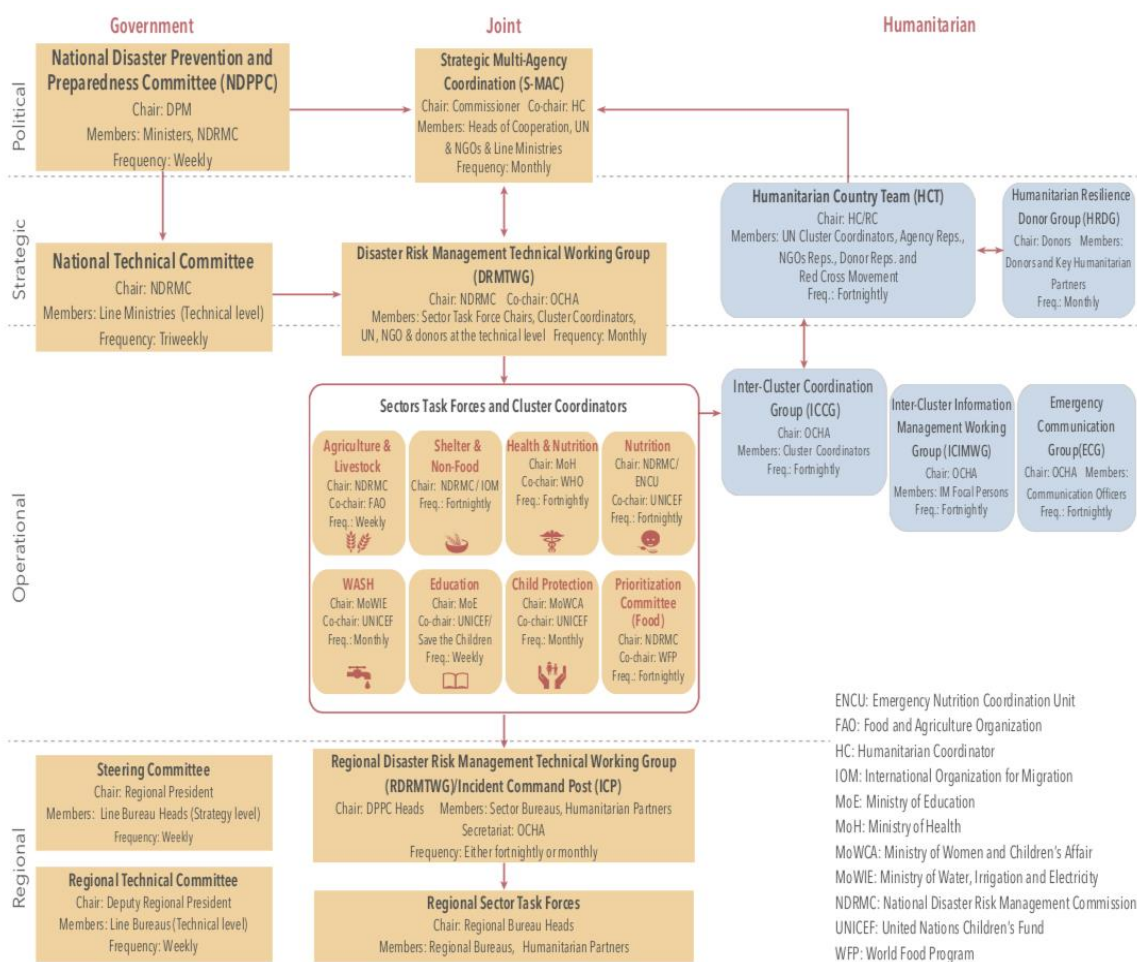 Government
Joint
Humanitarian
Political
National Disaster Prevention and
Preparedness Committee (NDPPC)
Chair: DPM
Members: Ministers, NDRMC
Frequency: Weekly
Strategic Multi-Agency
Coordination (S-MAC)
Chair: Commissioner Co-chair: HC
Members: Heads of Cooperation, UN
& NGOs & Line Ministries
Frequency: Monthly
Strategic
National Technical Committee
Chair: NDRMC
Members: Line Ministries (Technical level)
Frequency: Triweekly
Disaster Risk Management Technical Working Group
(DRMTWG)
Chair: NDRMC Co-chair: OCHA
Members: Sector Task Force Chairs, Cluster Coordinators,
UN, NGO & donors at the technical level Frequency: Monthly
Humanitarian Country Team (HCT)
Chair: HC/RC
Members: UN Cluster Coordinators, Agency Reps.,
NGOs Reps., Donor Reps. and
Red Cross Movement
Freq.: Fortnightly
Humanitarian Resilience
Donor Group (HRDG)
Chair: Donors Members:
Donors and Key Humanitarian
Partners
Freq.: Monthly
Operational
Sectors Task Forces and Cluster Coordinators
Agriculture &
Livestock
Chair: NDRMC
Co-chair: FAO
Freq.: Weekly
Shelter &
Non-Food
Chair: NDRMC/ IOM
Freq.: Fortnightly
Health & Nutrition
Chair: MoH
Co-chair: WHO
Freq.: Fortnightly
Nutrition
Chair: NDRMC/
ENCU
Co-chair: UNICEF
Freq.: Fortnightly
WASH
Chair: MoWIE
Co-chair: UNICEF
Freq.: Monthly
Education
Chair: MoE
Co-chair: UNICEF/
Save the Children
Freq.: Weekly
Child Protection
Chair: MoWCA
Co-chair: UNICEF
Freq.: Monthly
Prioritization
Committee
(Food)
Chair: NDRMC
Co-chair: WFP
Freq.: Fortnightly
Inter-Cluster Coordination
Group (ICCG)
Chair: OCHA
Members: Cluster Coordinators
Freq.: Fortnightly
Inter-Cluster Information
Management Working
Group (ICIMWG)
Chair: OCHA
Members: IM Focal Persons
Freq.: Fortnightly
Emergency
Communication
Group(ECG)
Chair: OCHA Members:
Communication Officers
Freq.: Fortnightly
Regional
Steering Committee
Chair: Regional President
Members: Line Bureau Heads (Strategy level)
Frequency: Weekly
Regional Technical Committee
Chair: Deputy Regional President
Members: Line Bureaus (Technical level)
Frequency: Weekly
Regional Disaster Risk Management Technical Working Group
(RDRMTWG)/Incident Command Post (ICP)
Chair: DPPC Heads Members: Sector Bureaus, Humanitarian Partners
Secretariat: OCHA
Frequency: Either fortnightly or monthly
Regional Sector Task Forces
Chair: Regional Bureau Heads
Members: Regional Bureaus, Humanitarian Partners
ENCU: Emergency Nutrition Coordination Unit
FAO: Food and Agriculture Organization
HC: Humanitarian Coordinator
IOM: International Organization for Migration
MoE: Ministry of Education
MoH: Ministry of Health
MoWCA: Ministry of Women and Children's Affair
MoWIE: Ministry of Water, Irrigation and Electricity
NDRMC: National Disaster Risk Management Commission
UNICEF: United Nations Children's Fund
WFP: World Food Program